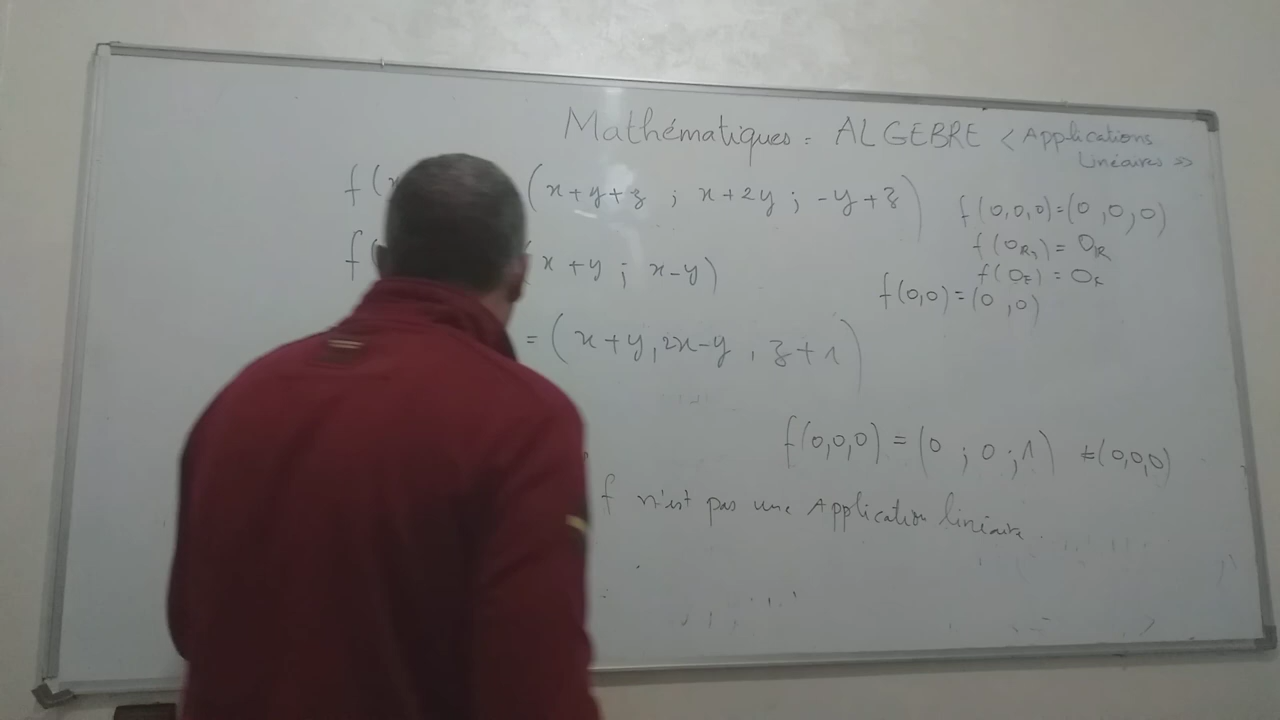 Mathématiques = ALGEBRE < Applications
Linéaires >>
f( (x+y+z ; x+2y ; -y+z)
f(0,0,0)=(0,0,0)
f(0R3) = 0R
f(0E) = 0F
f( x+y ; x-y)
f(0,0)=(0,0)
= (x+y,2x-y, z+1)
f(0,0,0) = (0 ; 0 ; 1) ≠(0,0,0)
f n'est pas une Application linéaire.